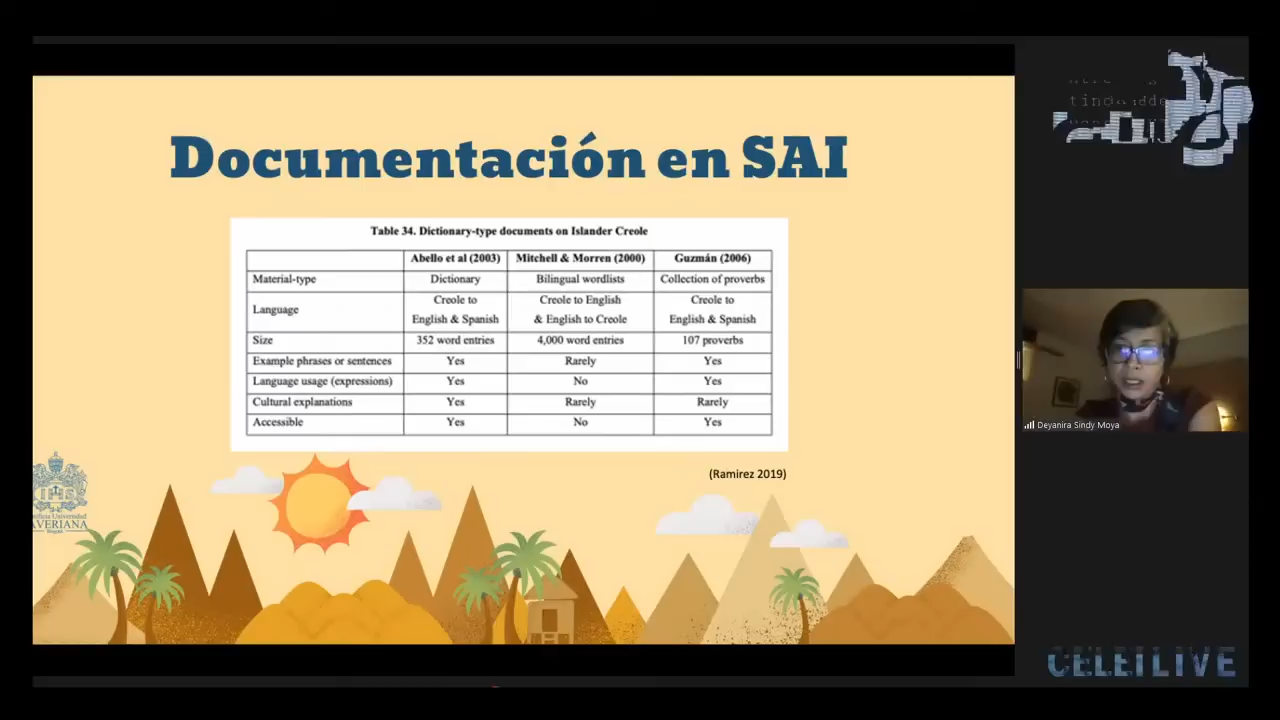 Documentación en SAI
Table 34. Dictionary-type documents on Islander Creole
Abello et al (2003) Mitchell & Morren (2000) Guzmán (2006)
Material-type Dictionary Bilingual wordlists Collection of proverbs
Language Creole to English & Spanish Creole to English & English to Creole Creole to English & Spanish
Size 352 word entries 4,000 word entries 107 proverbs
Example phrases or sentences Yes Rarely Yes
Language usage (expressions) Yes No Yes
Cultural explanations Yes Rarely Rarely
Accessible Yes No Yes
(Ramirez 2019)
Universidad
Deyanira Sindy Moya
CELEILIVE